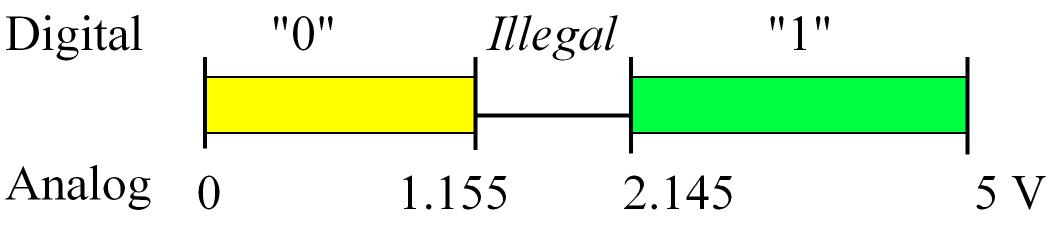 Digital "0" Illegal "1"
Analog 0 1.155 2.145 5 V